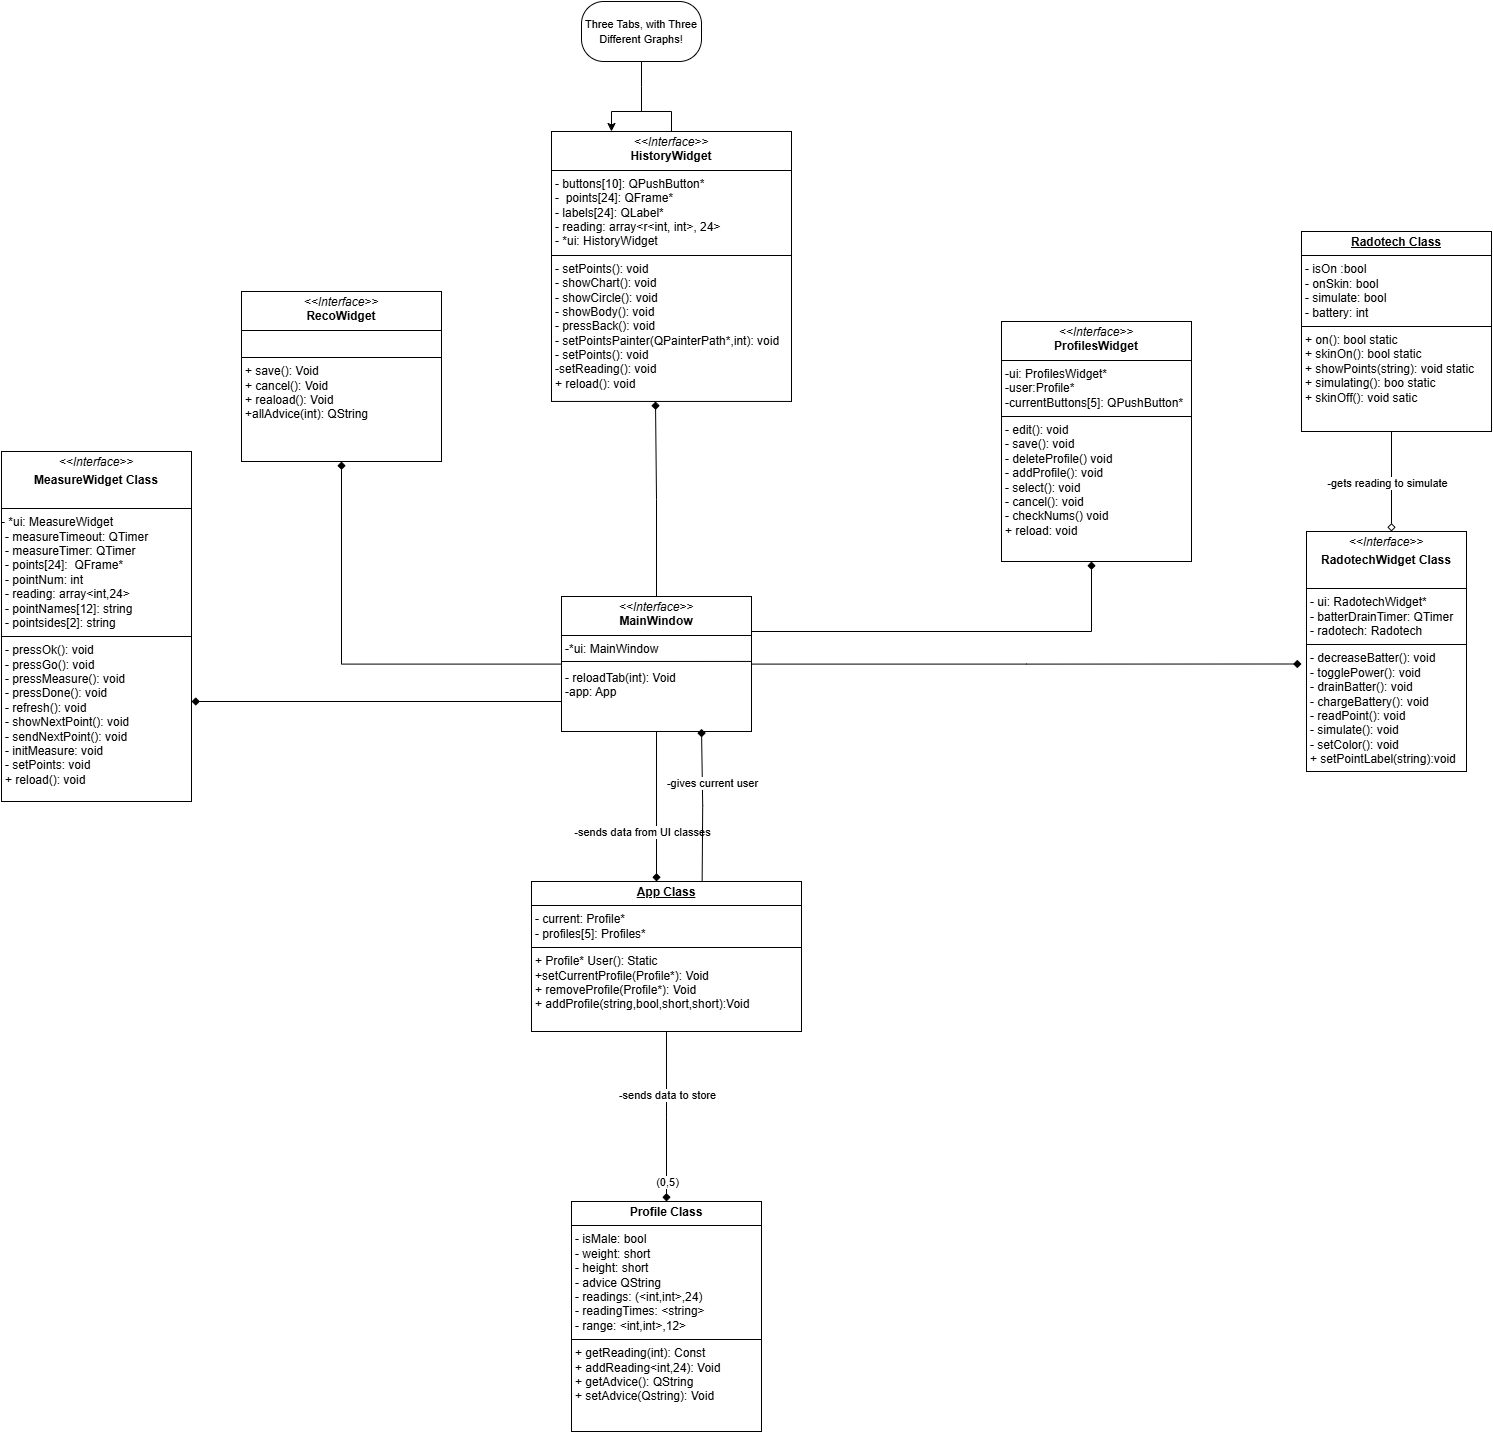 Three Tabs, with Three
Different Graphs!
<<Interface>>
HistoryWidget
- buttons[10]: QPushButton*
-  points[24]: QFrame*
- labels[24]: QLabel*
- reading: array<r<int, int>, 24>
- *ui: HistoryWidget
- setPoints(): void
- showChart(): void
- showCircle(): void
- showBody(): void
- pressBack(): void
- setPointsPainter(QPainterPath*,int): void
- setPoints(): void
-setReading(): void
+ reload(): void
Radotech Class
- isOn :bool
- onSkin: bool
- simulate: bool
- battery: int
+ on(): bool static
+ skinOn(): bool static
+ showPoints(string): void static
+ simulating(): boo static
+ skinOff(): void satic
<<Interface>>
RecoWidget
+ save(): Void
+ cancel(): Void
+ reaload(): Void
+allAdvice(int): QString
<<Interface>>
ProfilesWidget
-ui: ProfilesWidget*
-user:Profile*
-currentButtons[5]: QPushButton*
- edit(): void
- save(): void
- deleteProfile() void
- addProfile(): void
- select(): void
- cancel(): void
- checkNums() void
+ reload: void
<<Interface>>
MeasureWidget Class
- *ui: MeasureWidget
- measureTimeout: QTimer
- measureTimer: QTimer
- points[24]:  QFrame*
- pointNum: int
- reading: array<int,24>
- pointNames[12]: string
- pointsides[2]: string
- pressOk(): void
- pressGo(): void
- pressMeasure(): void
- pressDone(): void
- refresh(): void
- showNextPoint(): void
- sendNextPoint(): void
- initMeasure: void
- setPoints: void
+ reload(): void
-gets reading to simulate
<<Interface>>
RadotechWidget Class
- ui: RadotechWidget*
- batterDrainTimer: QTimer
- radotech: Radotech
- decreaseBatter(): void
- togglePower(): void
- drainBatter(): void
- chargeBattery(): void
- readPoint(): void
- simulate(): void
- setColor(): void
+ setPointLabel(string):void
<<Interface>>
MainWindow
-*ui: MainWindow
- reloadTab(int): Void
-app: App
-gives current user
-sends data from UI classes
App Class
- current: Profile*
- profiles[5]: Profiles*
+ Profile* User(): Static
+setCurrentProfile(Profile*): Void
+ removeProfile(Profile*): Void
+ addProfile(string,bool,short,short):Void
-sends data to store
(0,5)
Profile Class
- isMale: bool
- weight: short
- height: short
- advice QString
- readings: (<int,int>,24)
- readingTimes: <string>
- range: <int,int>,12>
+ getReading(int): Const
+ addReading<int,24): Void
+ getAdvice(): QString
+ setAdvice(Qstring): Void